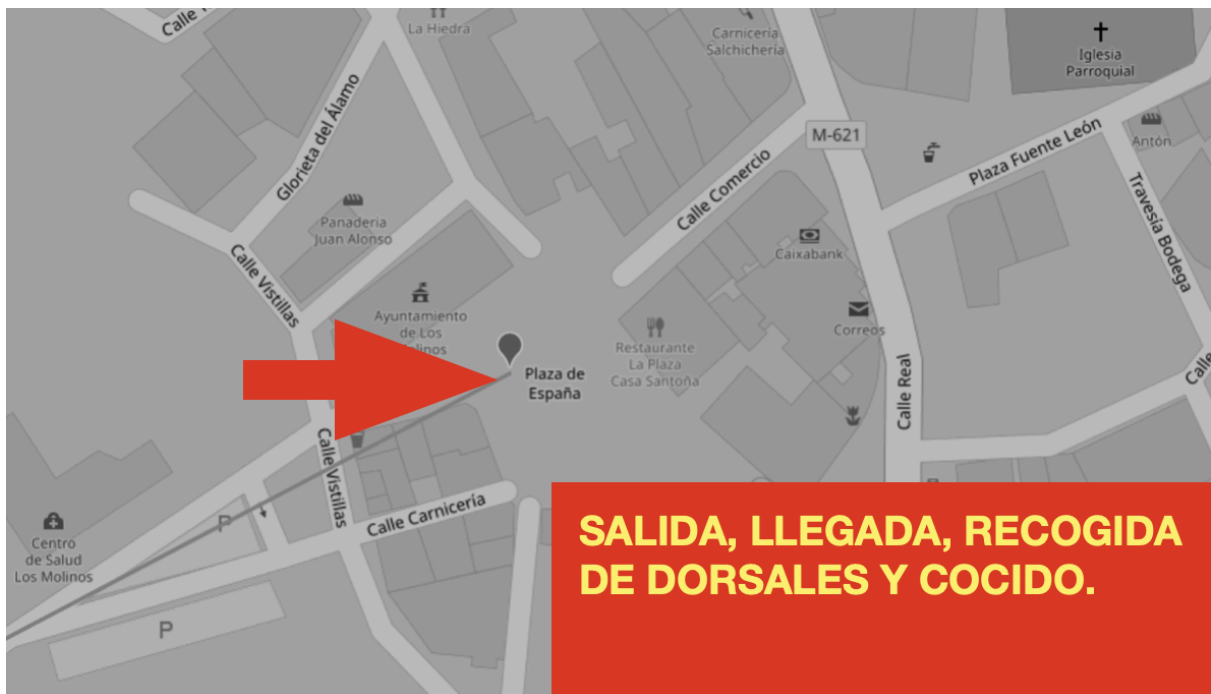 Calle
La Hiedra
Carnicería
Salchichería
Iglesia
Parroquial
M-621
Antón
Plaza Fuente León
Glorieta del Álamo
Calle Comercio
Travesía Bodega
Panaderia
Juan Alonso
Calle Vistillas
Caixabank
Ayuntamiento
de Los
Molinos
Correos
Restaurante
La Plaza
Casa Santoña
Plaza de
España
Calle Real
Calle
Calle Vistillas
Calle Carnicería
P
Centro
de Salud
Los Molinos
P
SALIDA, LLEGADA, RECOGIDA
DE DORSALES Y COCIDO.